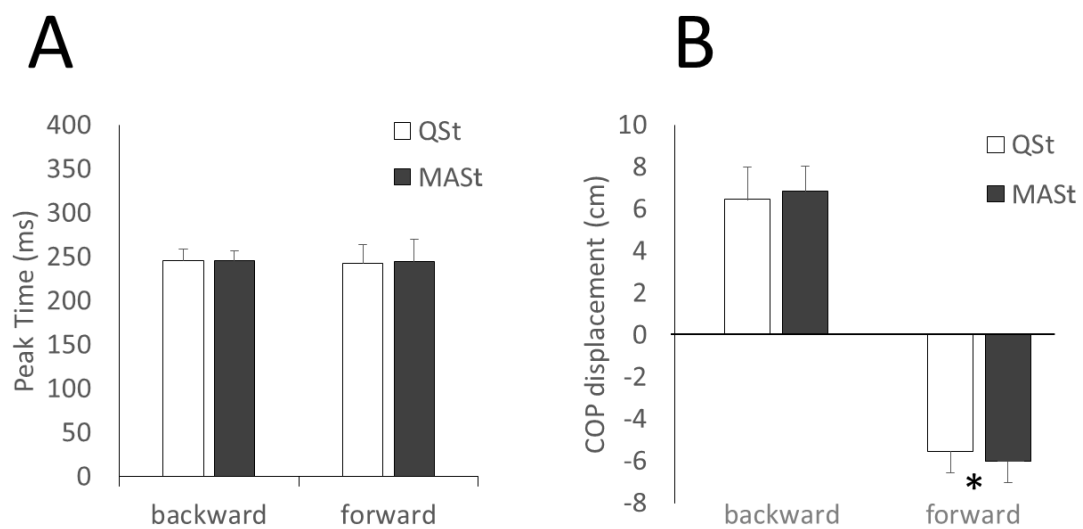 A
Peak Time (ms)
400
350
300
250
200
150
100
50
0
QSt
MASt
backward
forward
B
COP displacement (cm)
10
8
6
4
2
0
-2
-4
-6
-8
QSt
MASt
*
backward
forward